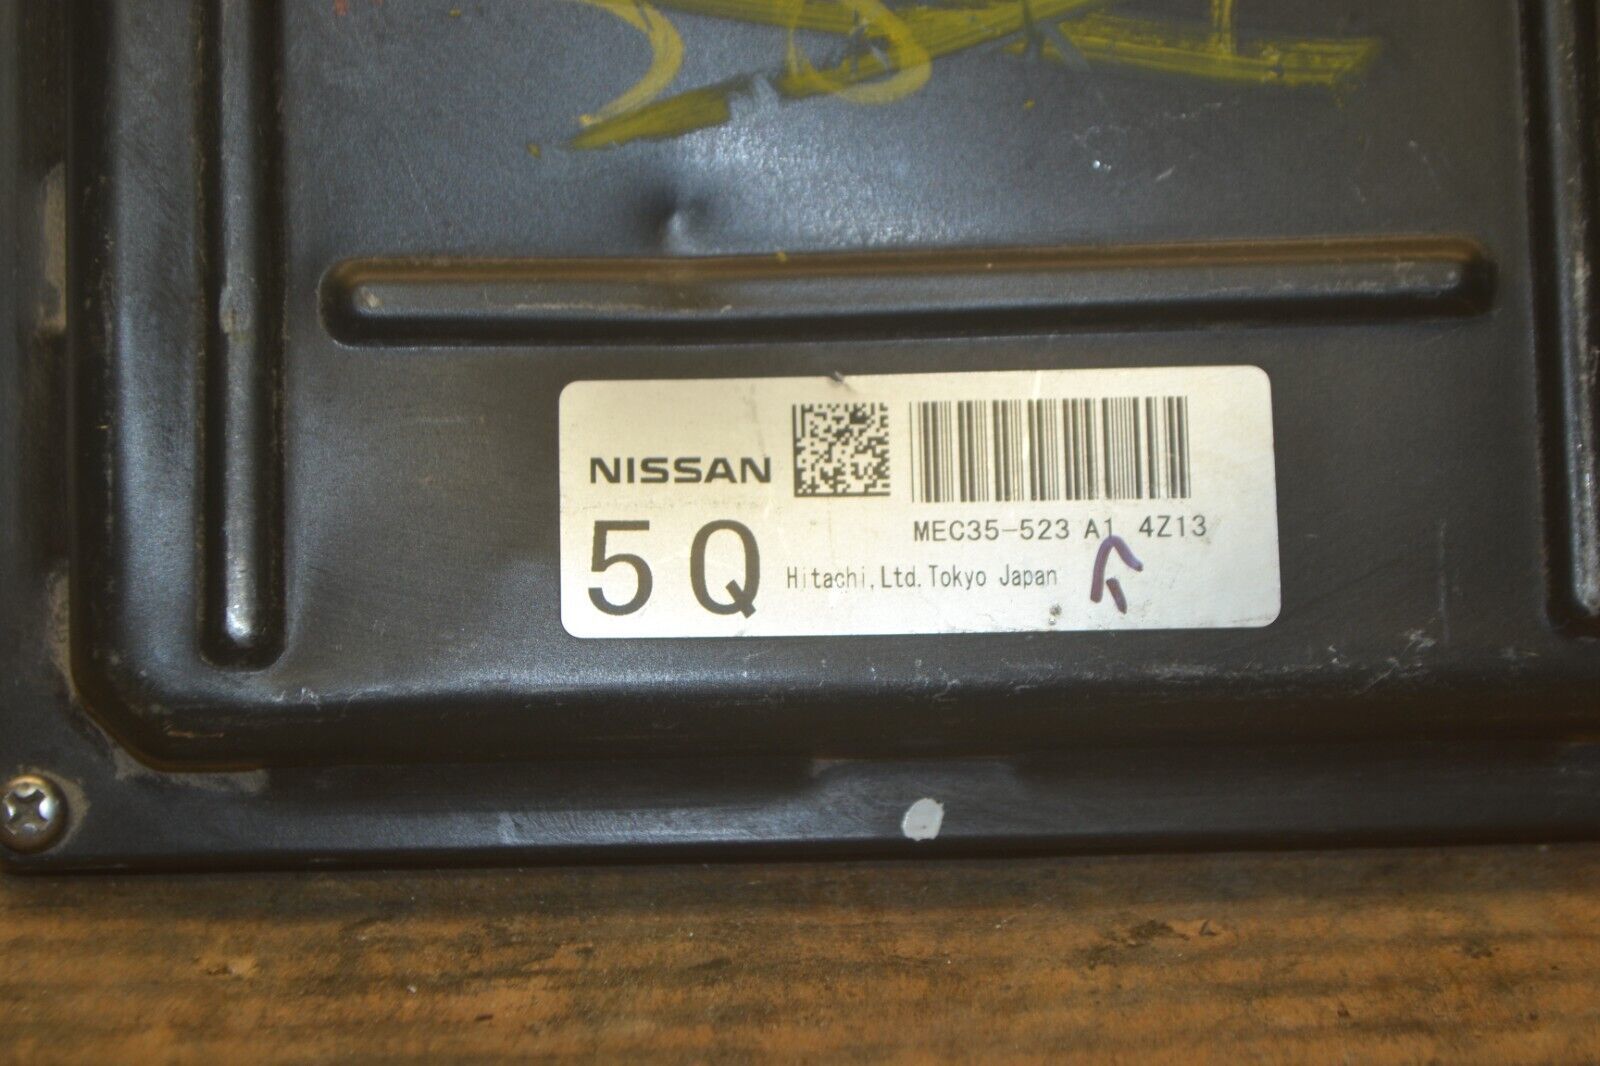 NISSAN
MEC35-523 A1 4Z13
5Q
Hitachi,Ltd.Tokyo Japan